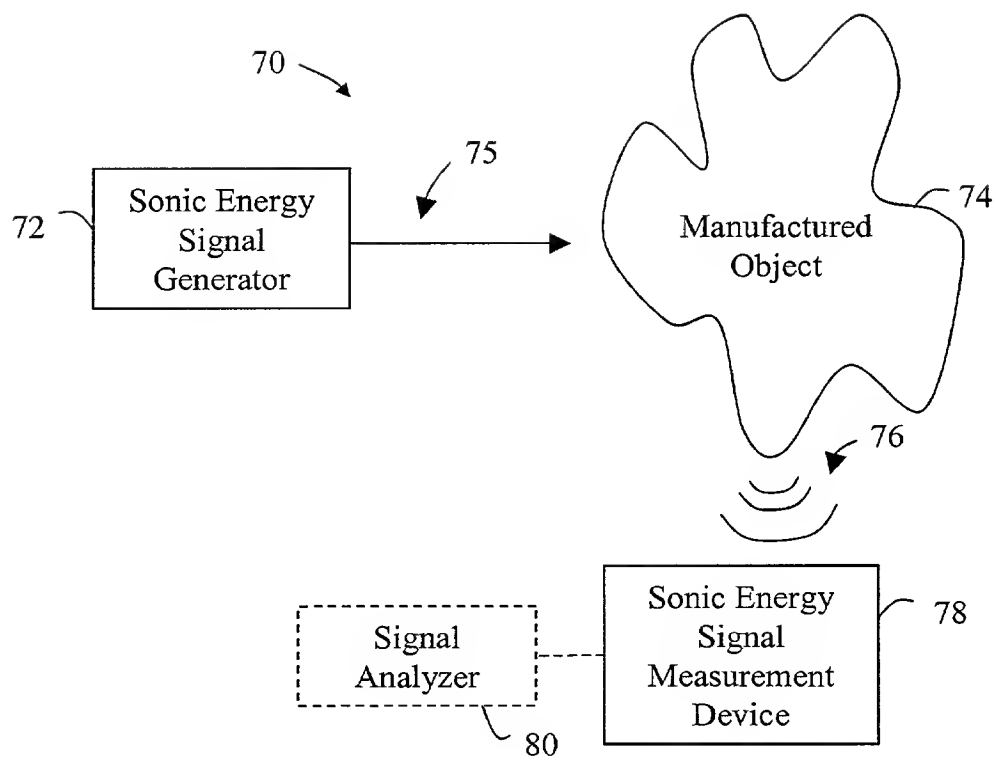 70
75
72
Sonic Energy
Signal
Generator
74
Manufactured
Object
76
Sonic Energy
Signal
Measurement
Device
78
Signal
Analyzer
80